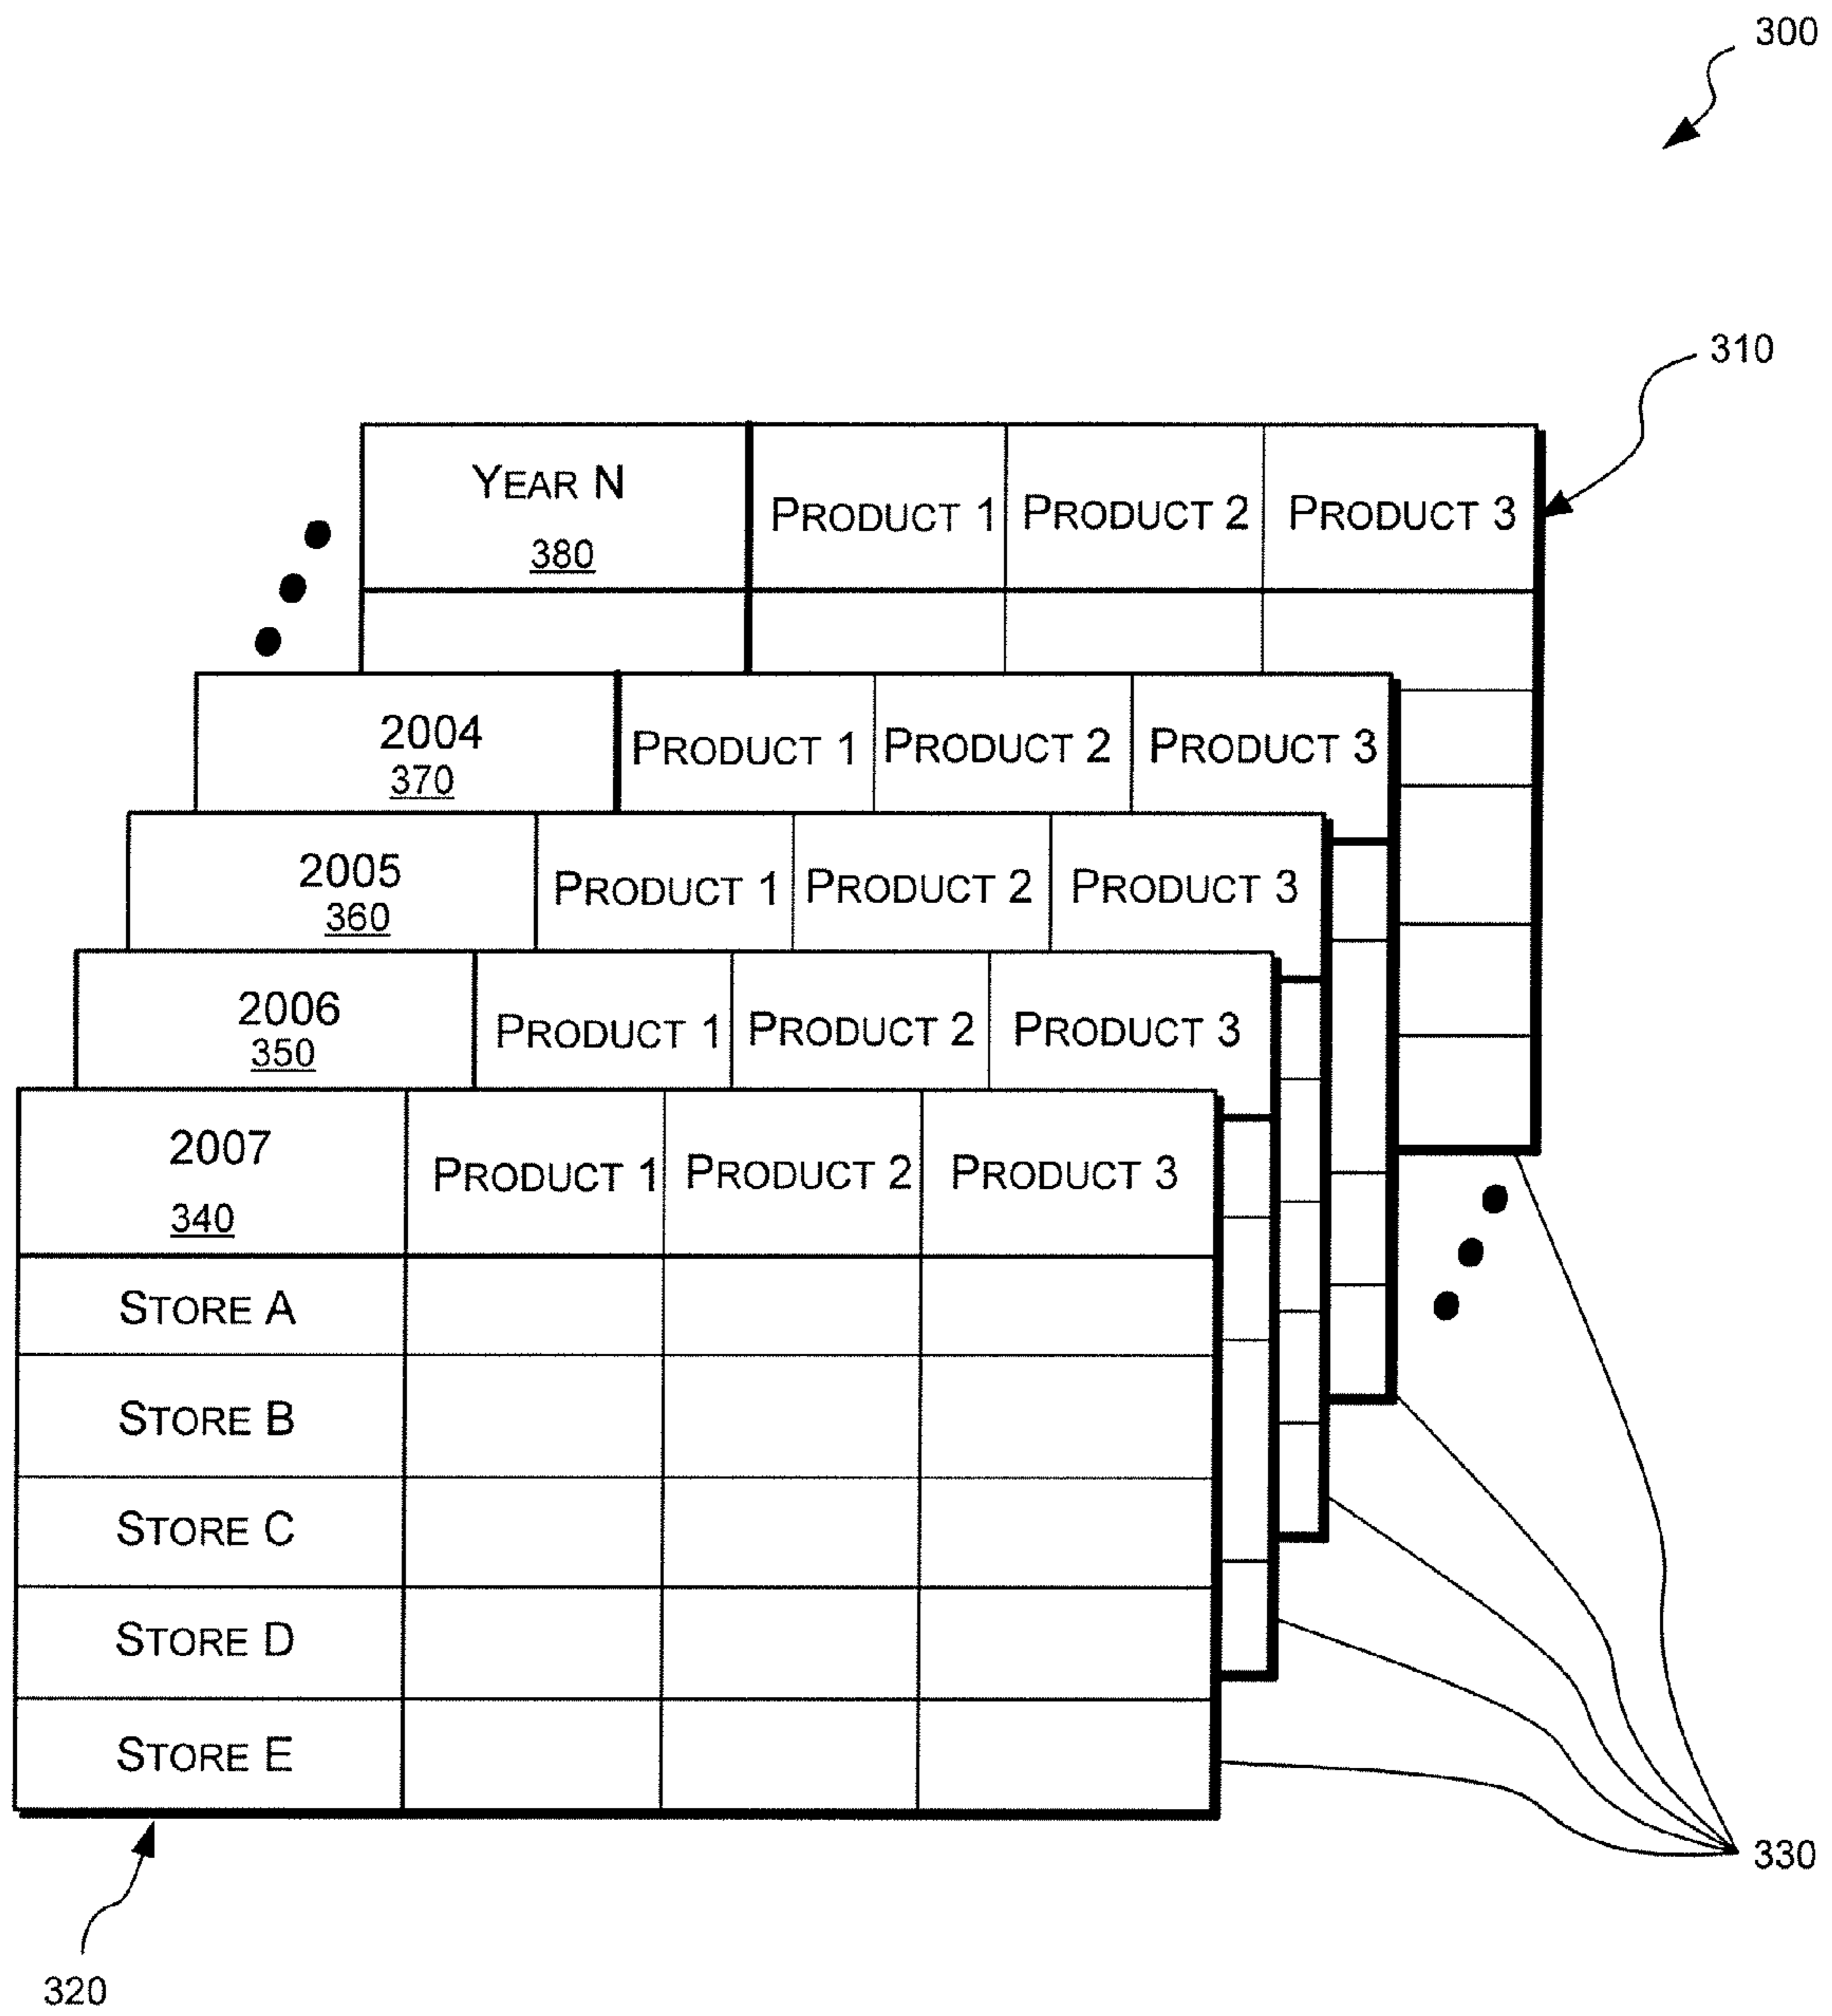 300
310
YEAR N
380
PRODUCT 1 PRODUCT 2 PRODUCT 3
2004
370
PRODUCT 1 PRODUCT 2 PRODUCT 3
2005
360
PRODUCT 1 PRODUCT 2 PRODUCT 3
2006
350
PRODUCT 1 PRODUCT 2 PRODUCT 3
2007
340
PRODUCT 1 PRODUCT 2 PRODUCT 3
STORE A
STORE B
STORE C
STORE D
STORE E
330
320